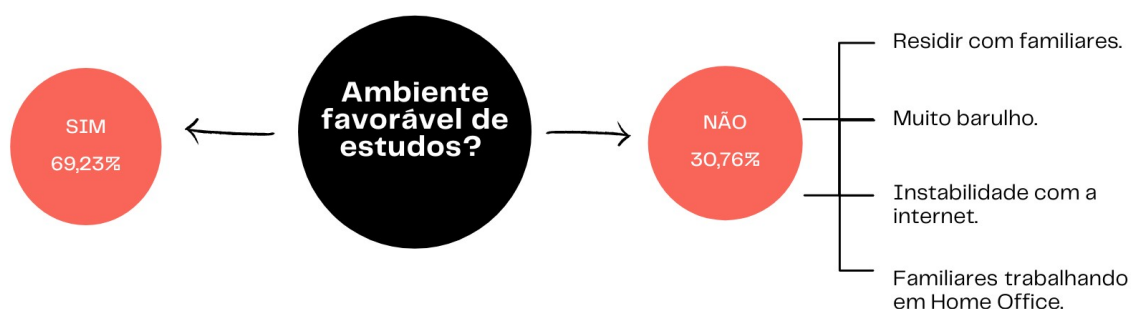 Ambiente
favorável de
estudos?
SIM
69,23%
NÃO
30,76%
Residir com familiares.
Muito barulho.
Instabilidade com a
internet.
Familiares trabalhando
em Home Office.